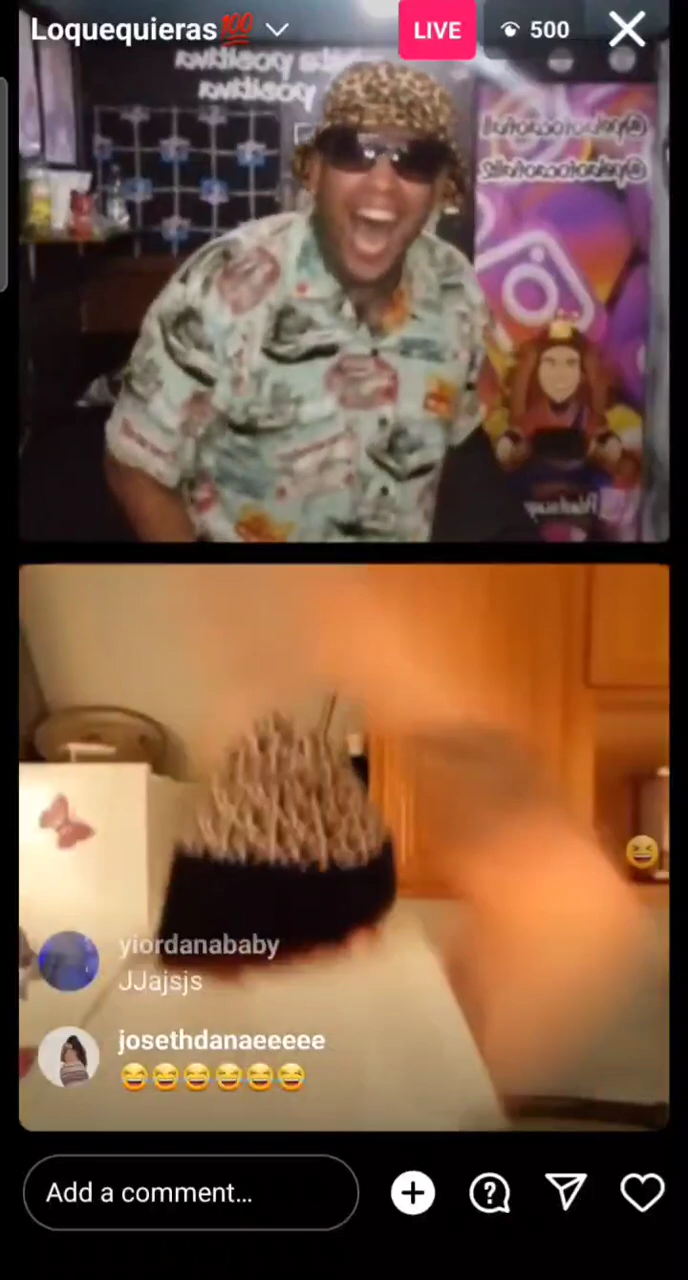 Loquequieras💯
LIVE
500
yiordanababy
JJajsjs
josethdanaeeeee
😂😂😂😂😂😂
Add a comment...